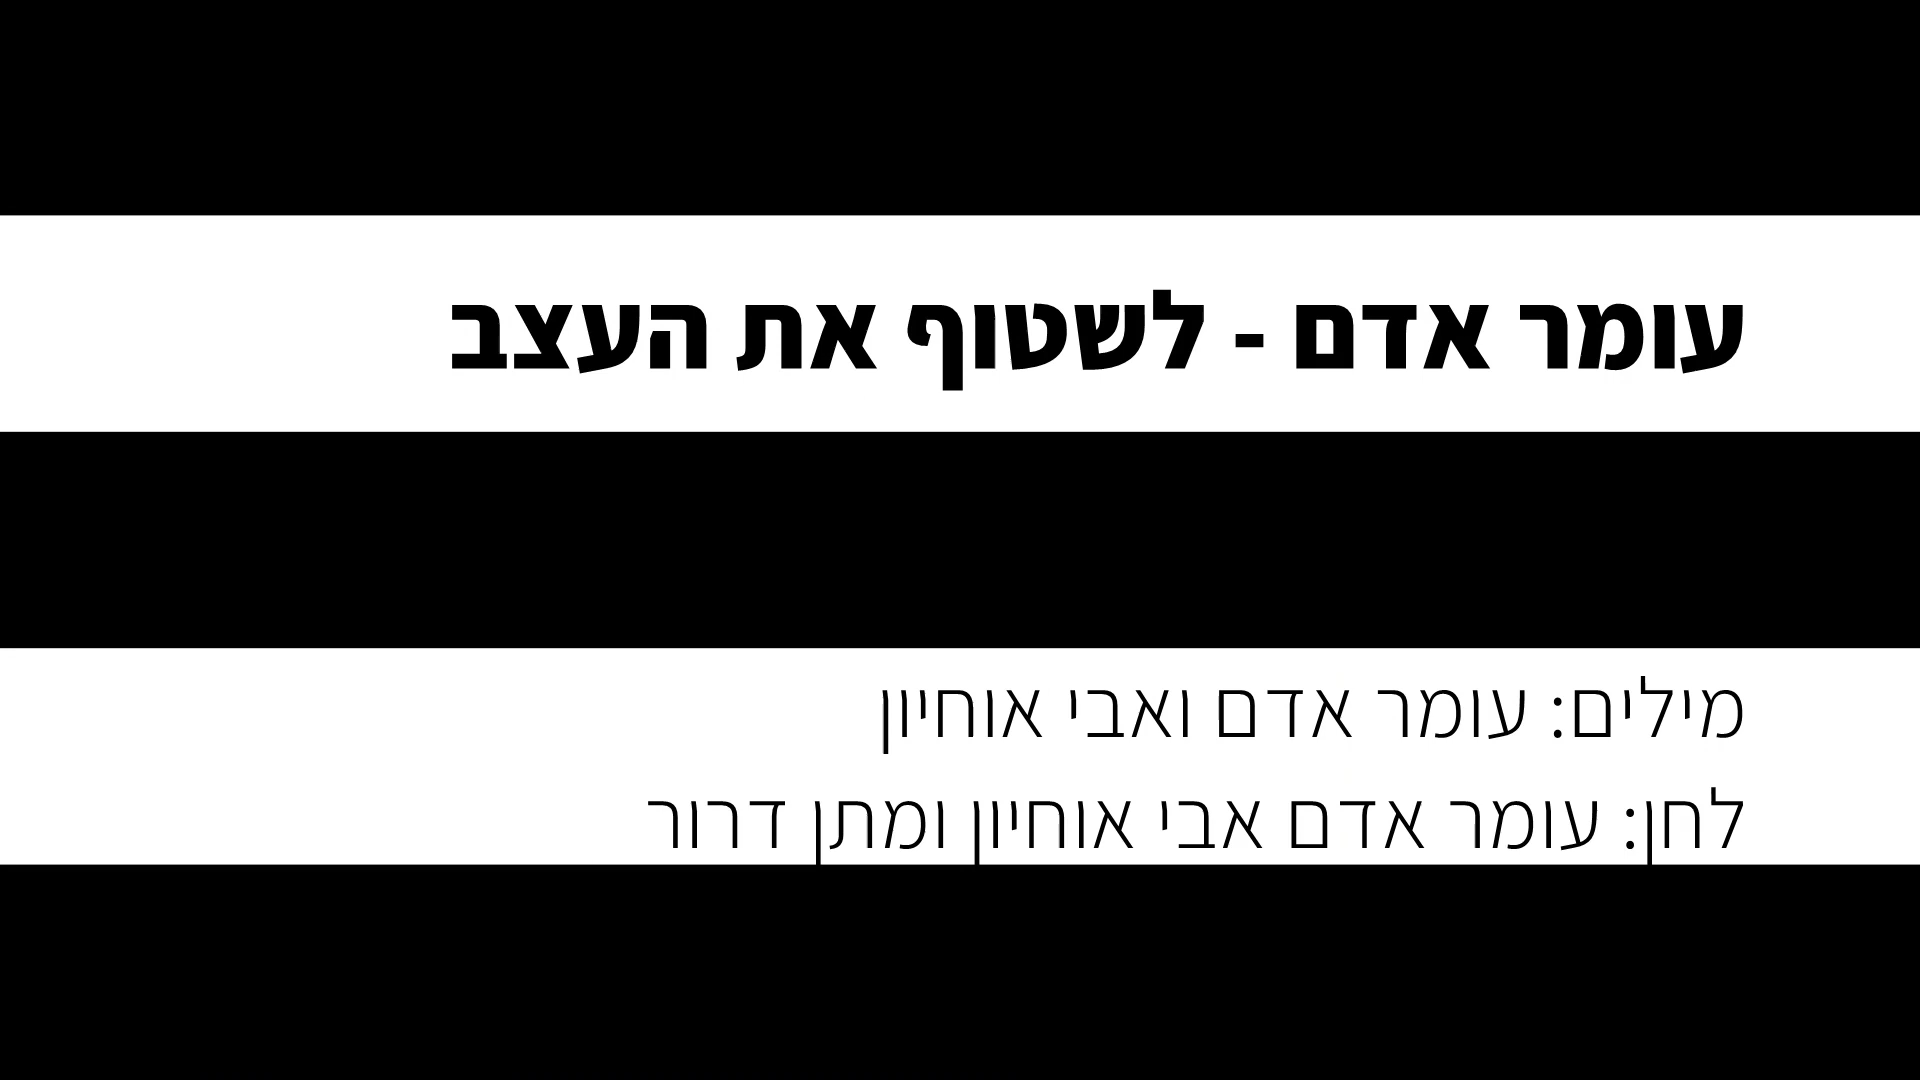 עומר אדם - לשטוף את העצב
מילים: עומר אדם ואבי אוחיון
לחן: עומר אדם אבי אוחיון ומתן דרור